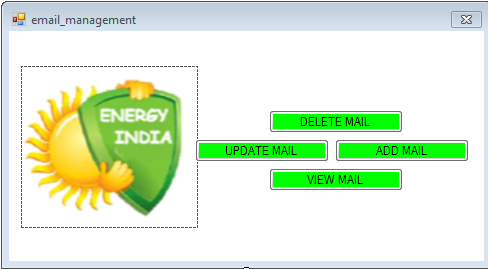 email_management
ENERGY
INDIA
DELETE MAIL
UPDATE MAIL
ADD MAIL
VIEW MAIL